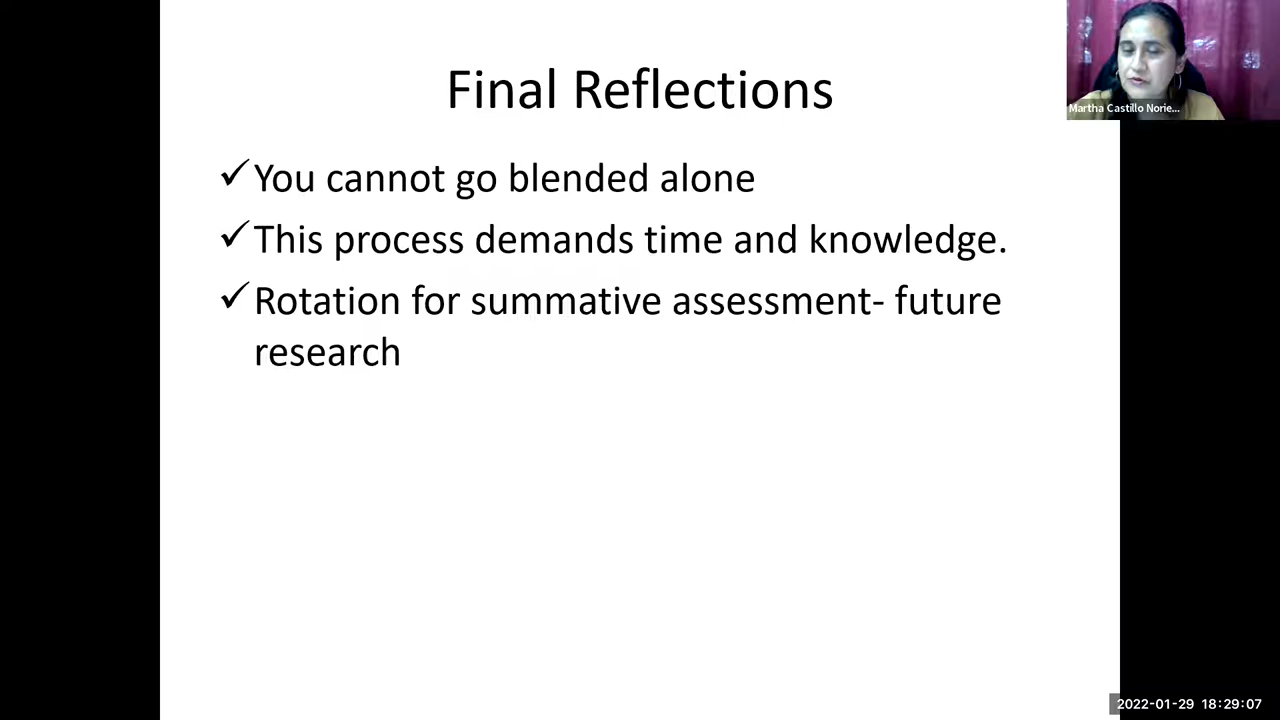 Final Reflections
✓You cannot go blended alone
✓This process demands time and knowledge.
✓Rotation for summative assessment- future
research
Martha Castillo Norie...
2022-01-29 18:29:07